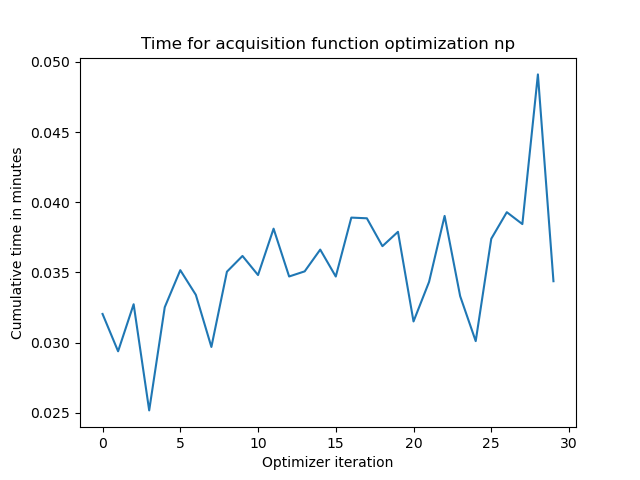 Time for acquisition function optimization np
0.050
0.045
0.040
0.035
0.030
0.025
Cumulative time in minutes
0 5 10 15 20 25 30
Optimizer iteration